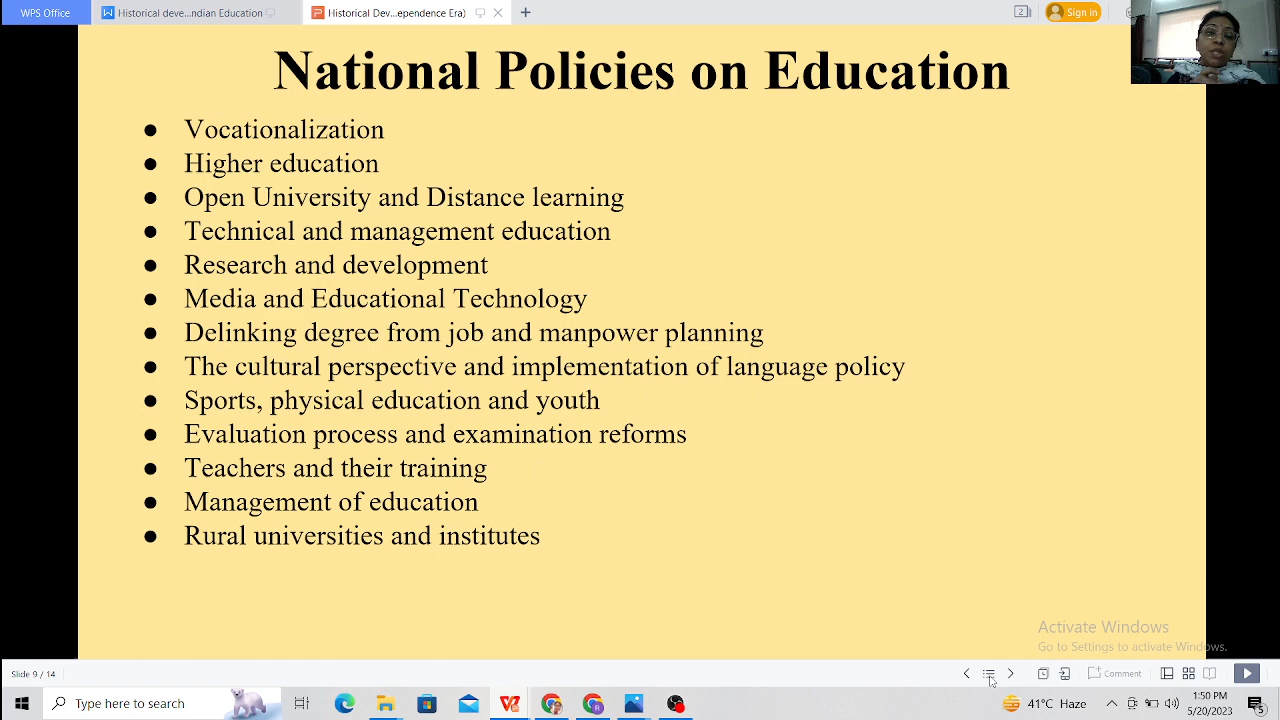 WPS Office
Historical deve...ndian Education
Historical Dev...ependence Era)
2
Sign in
National Policies on Education
● Vocationalization
● Higher education
● Open University and Distance learning
● Technical and management education
● Research and development
● Media and Educational Technology
● Delinking degree from job and manpower planning
● The cultural perspective and implementation of language policy
● Sports, physical education and youth
● Evaluation process and examination reforms
● Teachers and their training
● Management of education
● Rural universities and institutes
Activate Windows
Go to Settings to activate Windows.
Slide 9 / 14
Comment
Type here to search
41°C Haze
1:50 PM
5/20/2023
5